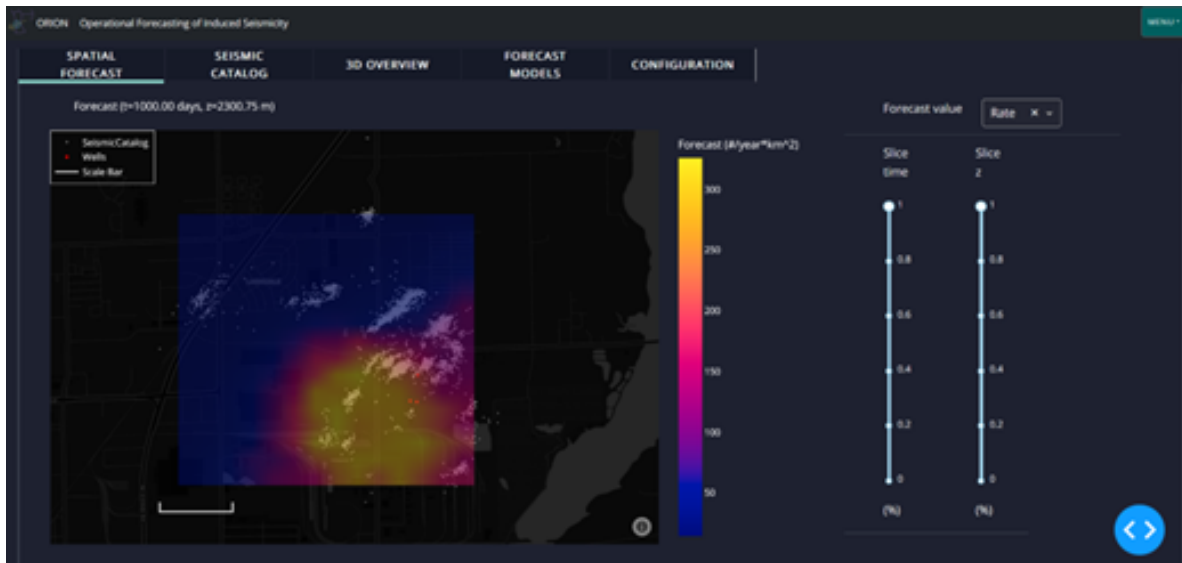 ORION Operational Forecasting of Induced Seismicity
MENU
SPATIAL
FORECAST
SEISMIC
CATALOG
3D OVERVIEW
FORECAST
MODELS
CONFIGURATION
Forecast (t=1000.00 days, z=2300.75 m)
SeismicCatalog
Wells
Scale Bar
Forecast (#/year*km^2)
300
250
200
150
100
50
Forecast value
Rate
Slice
time
1
0.8
0.6
0.4
0.2
0
(%)
Slice
z
1
0.8
0.6
0.4
0.2
0
(%)